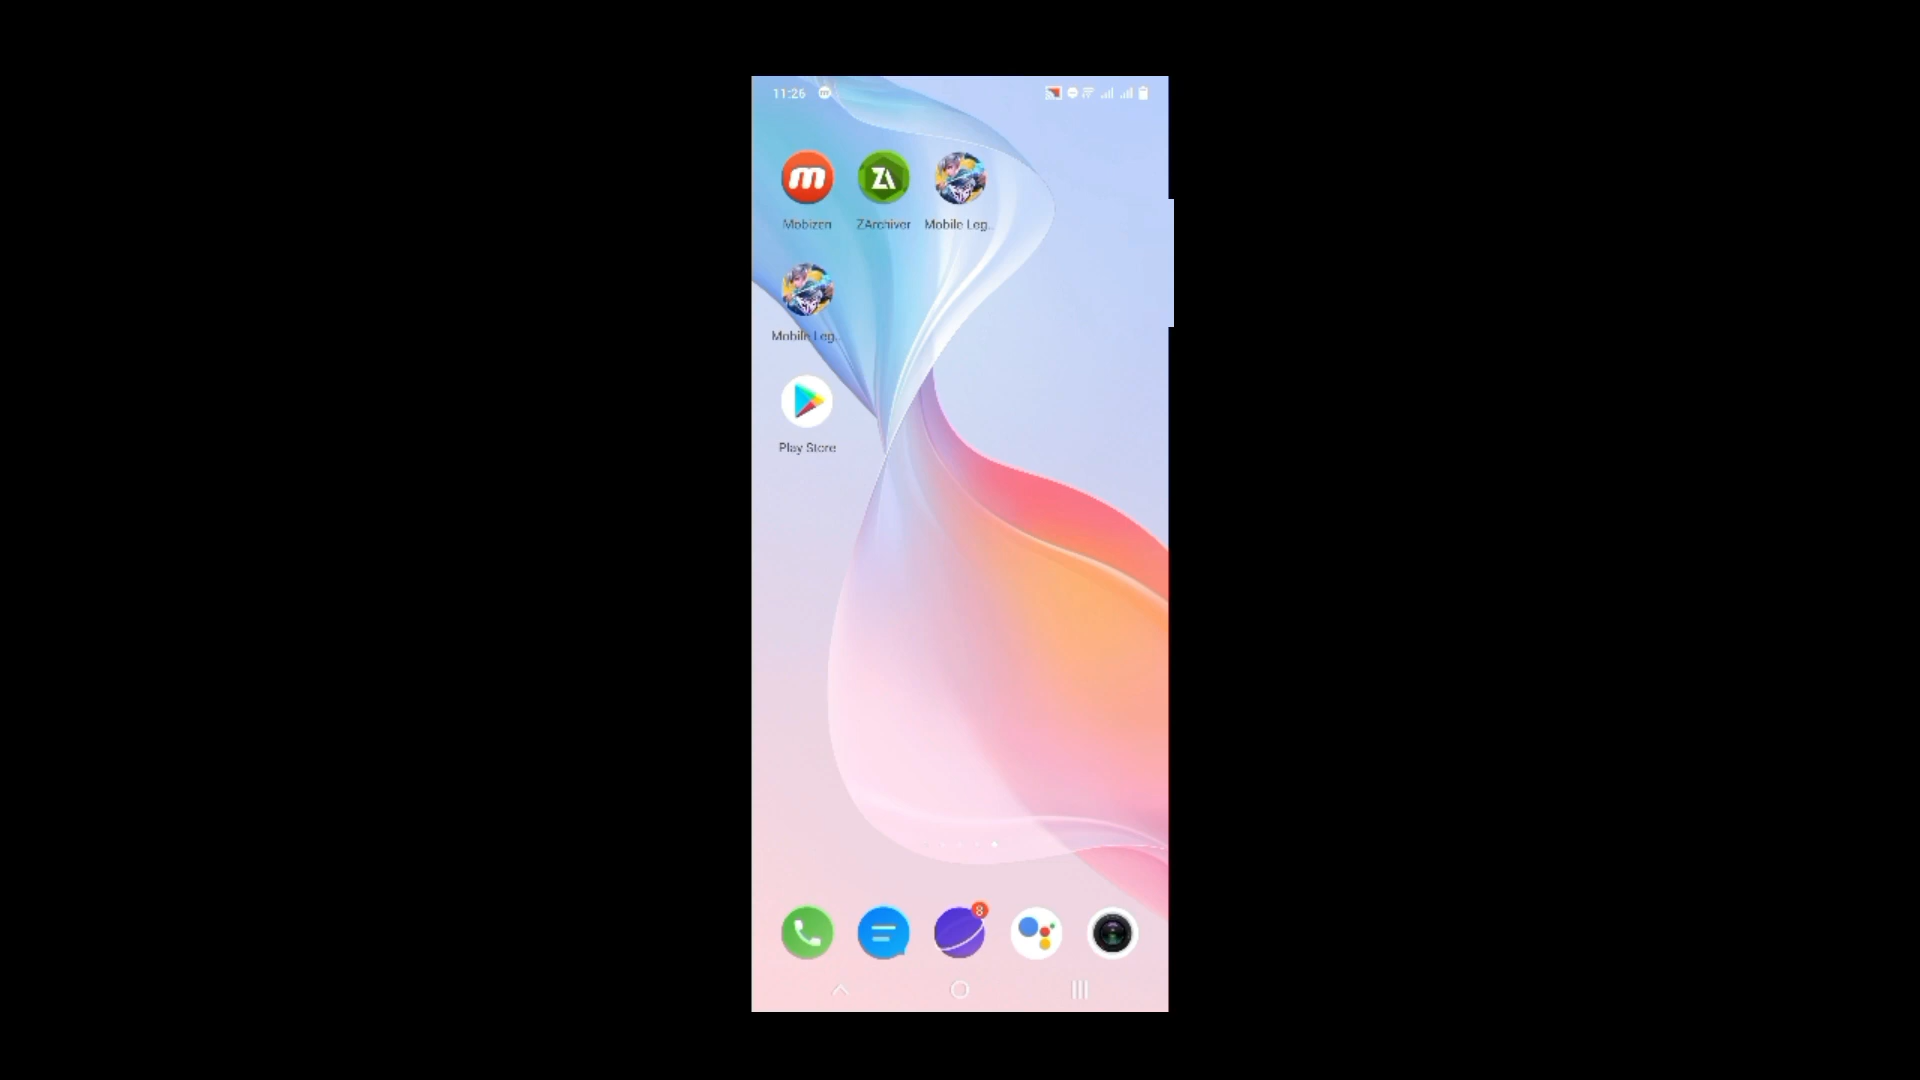 11:26
Mobizen ZArchiver Mobile Leg...
Mobile Leg...
Play Store
8